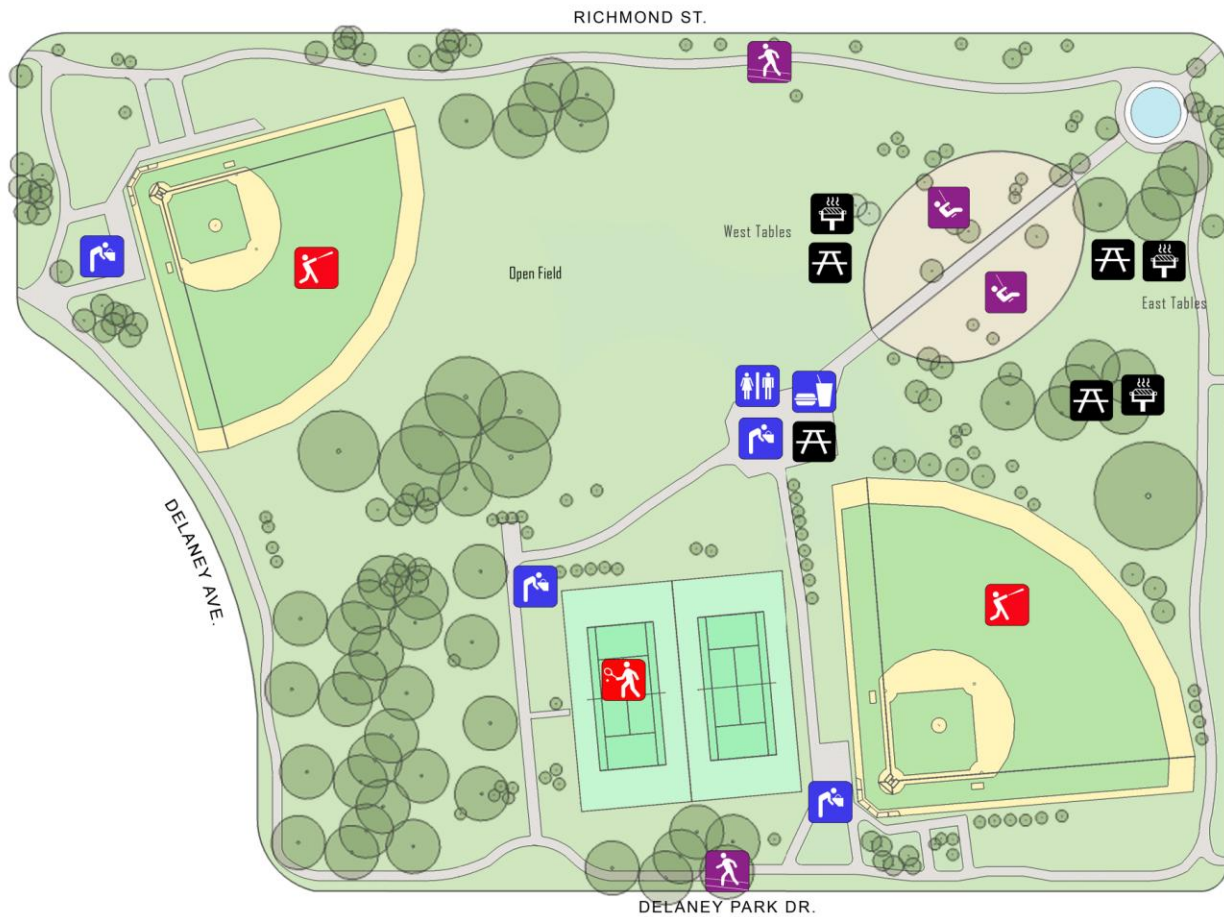 RICHMOND ST.
West Tables
Open Field
East Tables
DELANEY AVE.
DELANEY PARK DR.